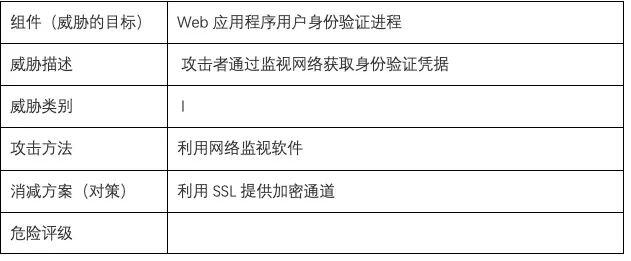 组件（威胁的目标） Web 应用程序用户身份验证进程
威胁描述 攻击者通过监视网络获取身份验证凭据
威胁类别 I
攻击方法 利用网络监视软件
消减方案（对策） 利用 SSL 提供加密通道
危险评级